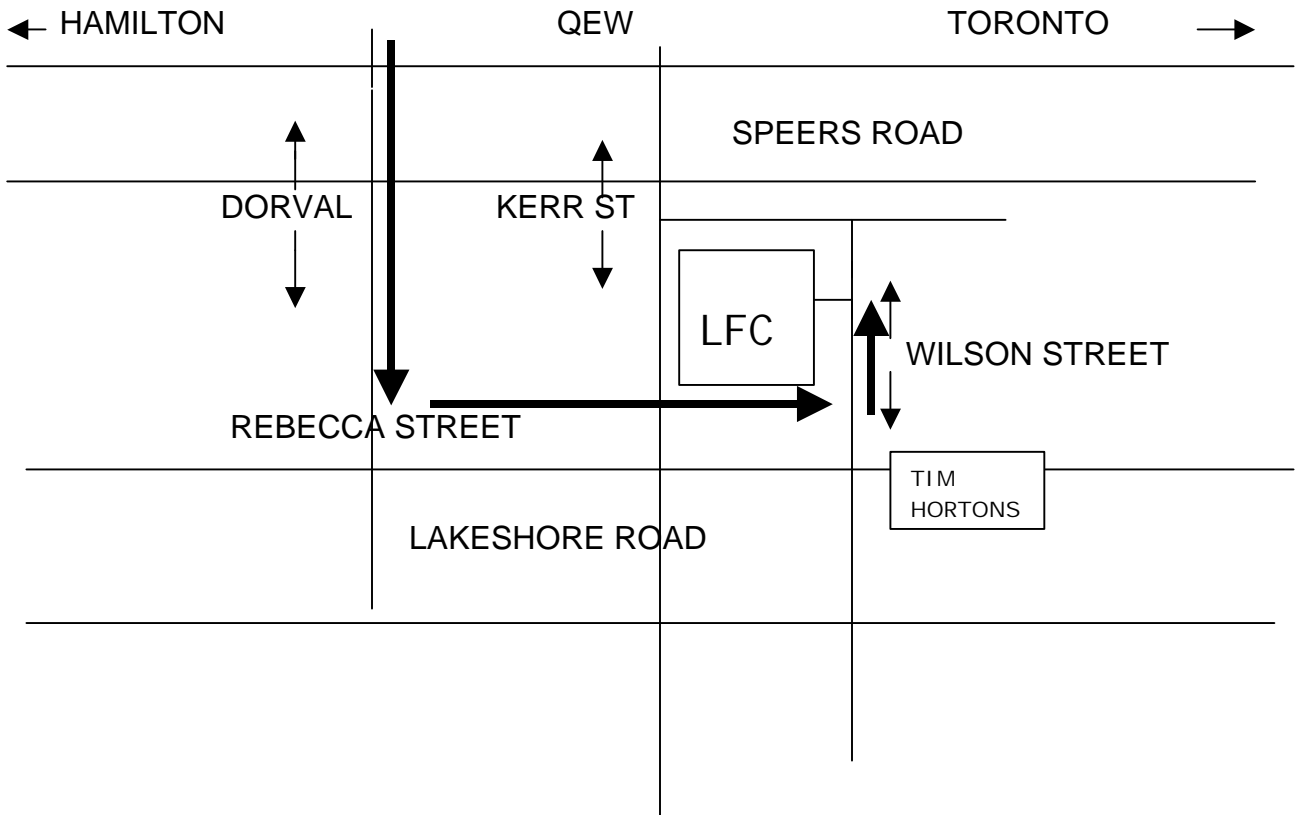 HAMILTON QEW TORONTO
SPEERS ROAD
DORVAL KERR ST
LFC
WILSON STREET
REBECCA STREET
TIM
HORTONS
LAKESHORE ROAD